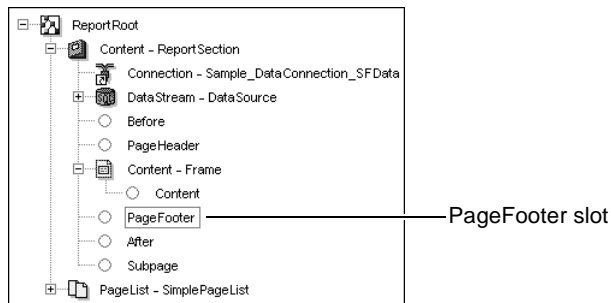 ReportRoot
Content - ReportSection
Connection - Sample_DataConnection_SFData
SQL DataStream - DataSource
Before
PageHeader
Content - Frame
Content
PageFooter PageFooter slot
After
Subpage
PageList - SimplePageList